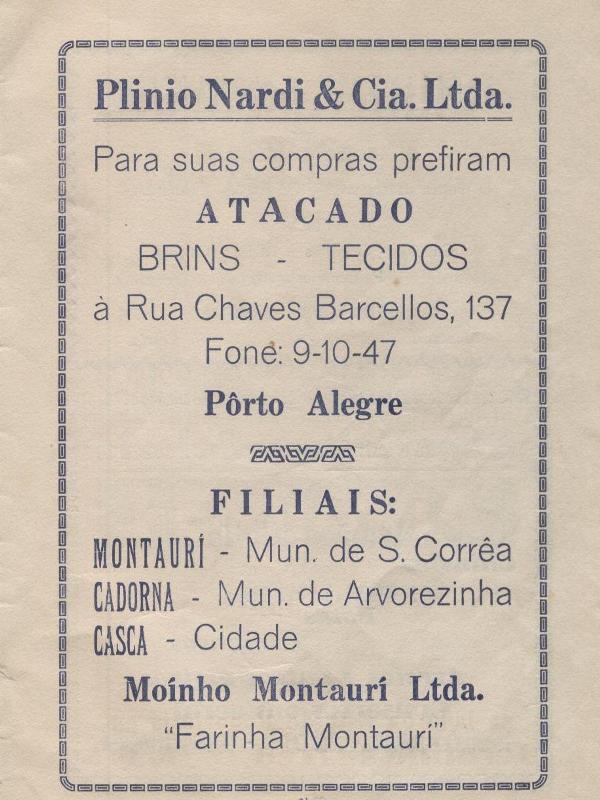 Plinio Nardi & Cia. Ltda.
Para suas compras prefiram
ATACADO
BRINS - TECIDOS
à Rua Chaves Barcellos, 137
Fone: 9-10-47
Pôrto Alegre
FILIAIS:
MONTAURÍ - Mun. de S. Corrêa
CADORNA - Mun. de Arvorezinha
CASCA - Cidade
Moínho Montaurí Ltda.
"Farinha Montaurí"